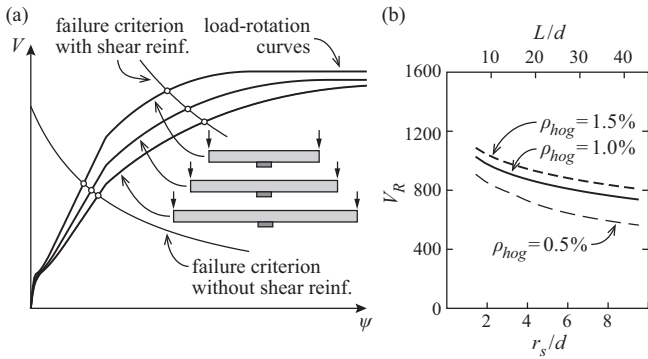 (a)
V
failure criterion
with shear reinf.
load-rotation
curves
failure criterion
without shear reinf.
ψ
(b)
L/d
10 20 30 40
1600
1200
800
400
0
V_R
ρ_hog = 1.5%
ρ_hog = 1.0%
ρ_hog = 0.5%
2 4 6 8
r_s/d